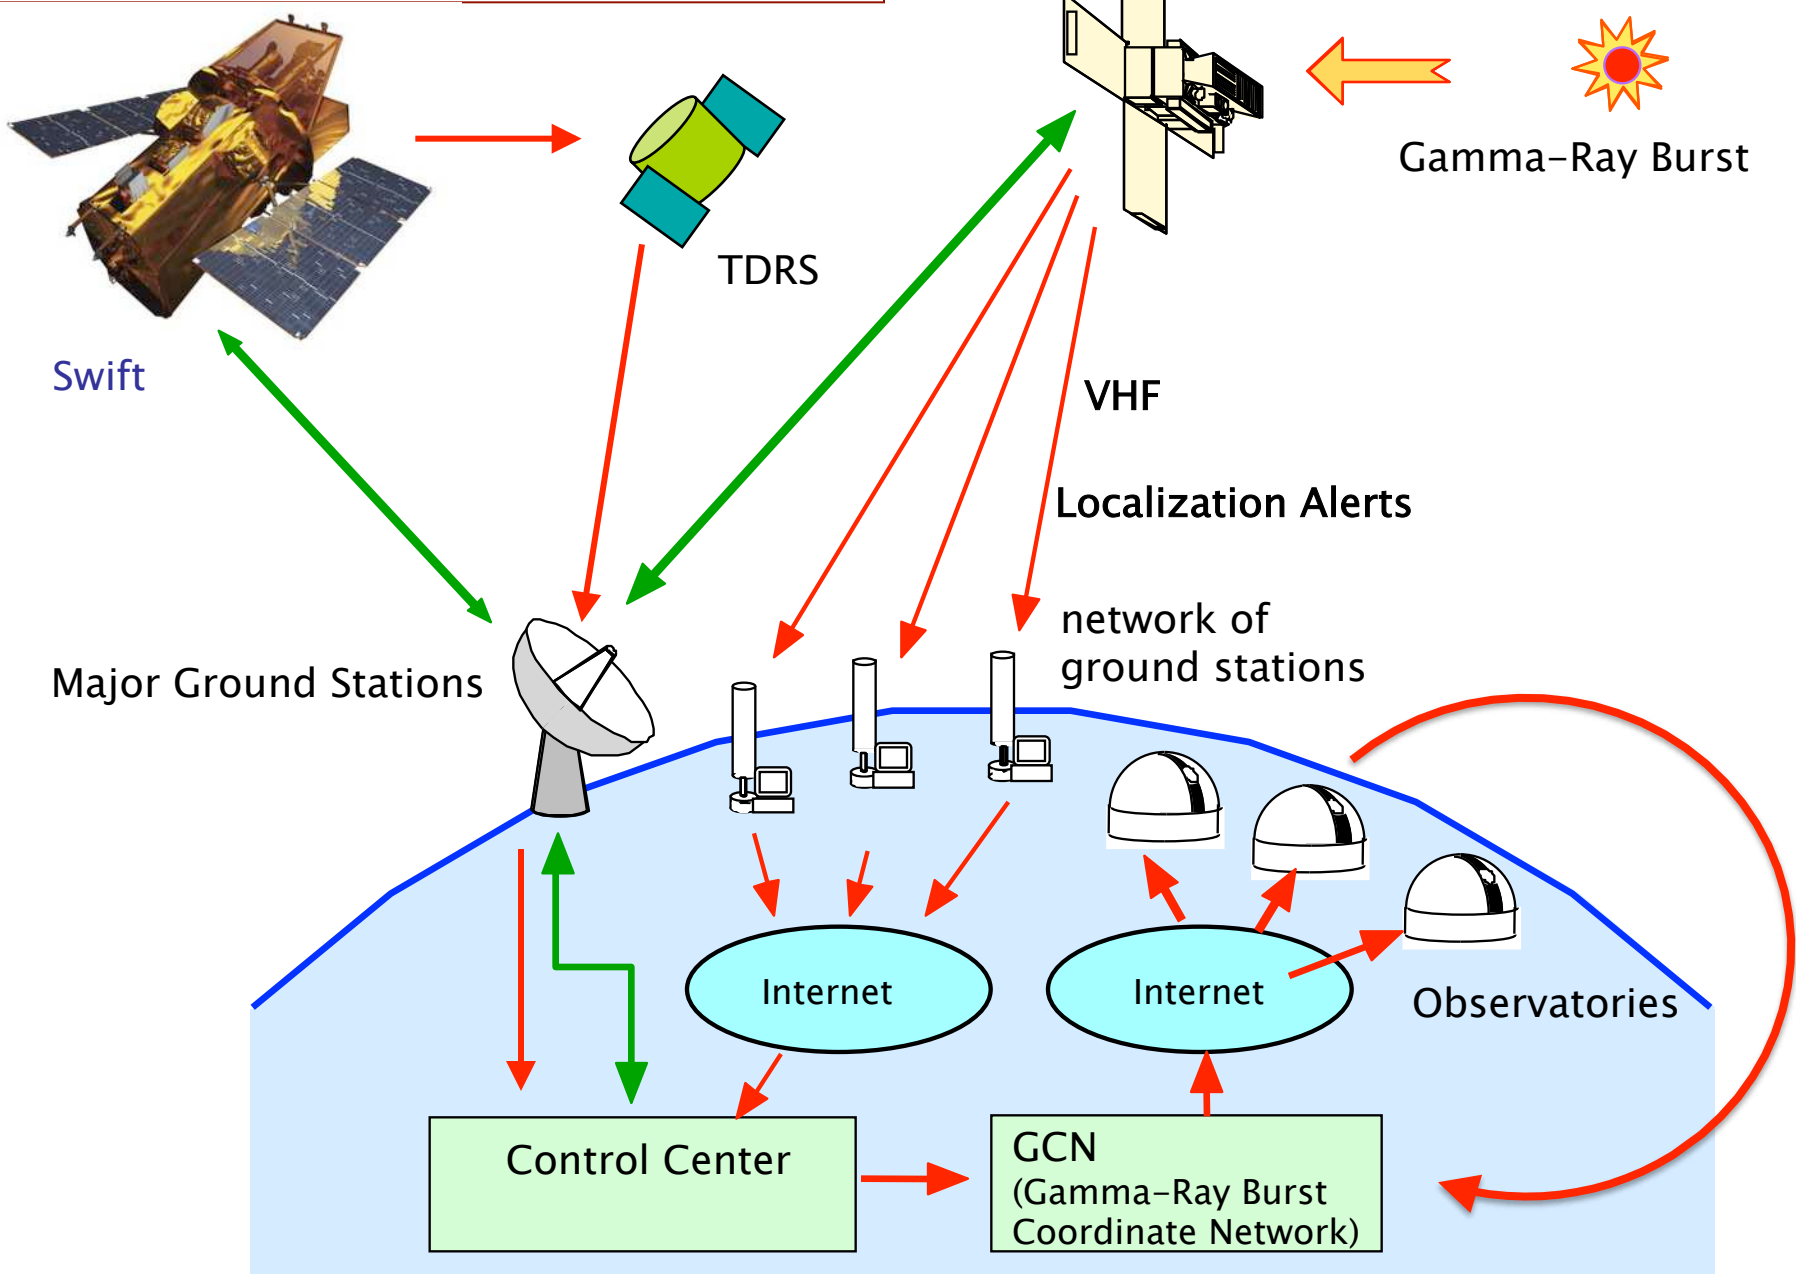 Gamma-Ray Burst
TDRS
Swift
VHF
Localization Alerts
network of
ground stations
Major Ground Stations
Internet
Internet
Observatories
Control Center
GCN
(Gamma-Ray Burst
Coordinate Network)